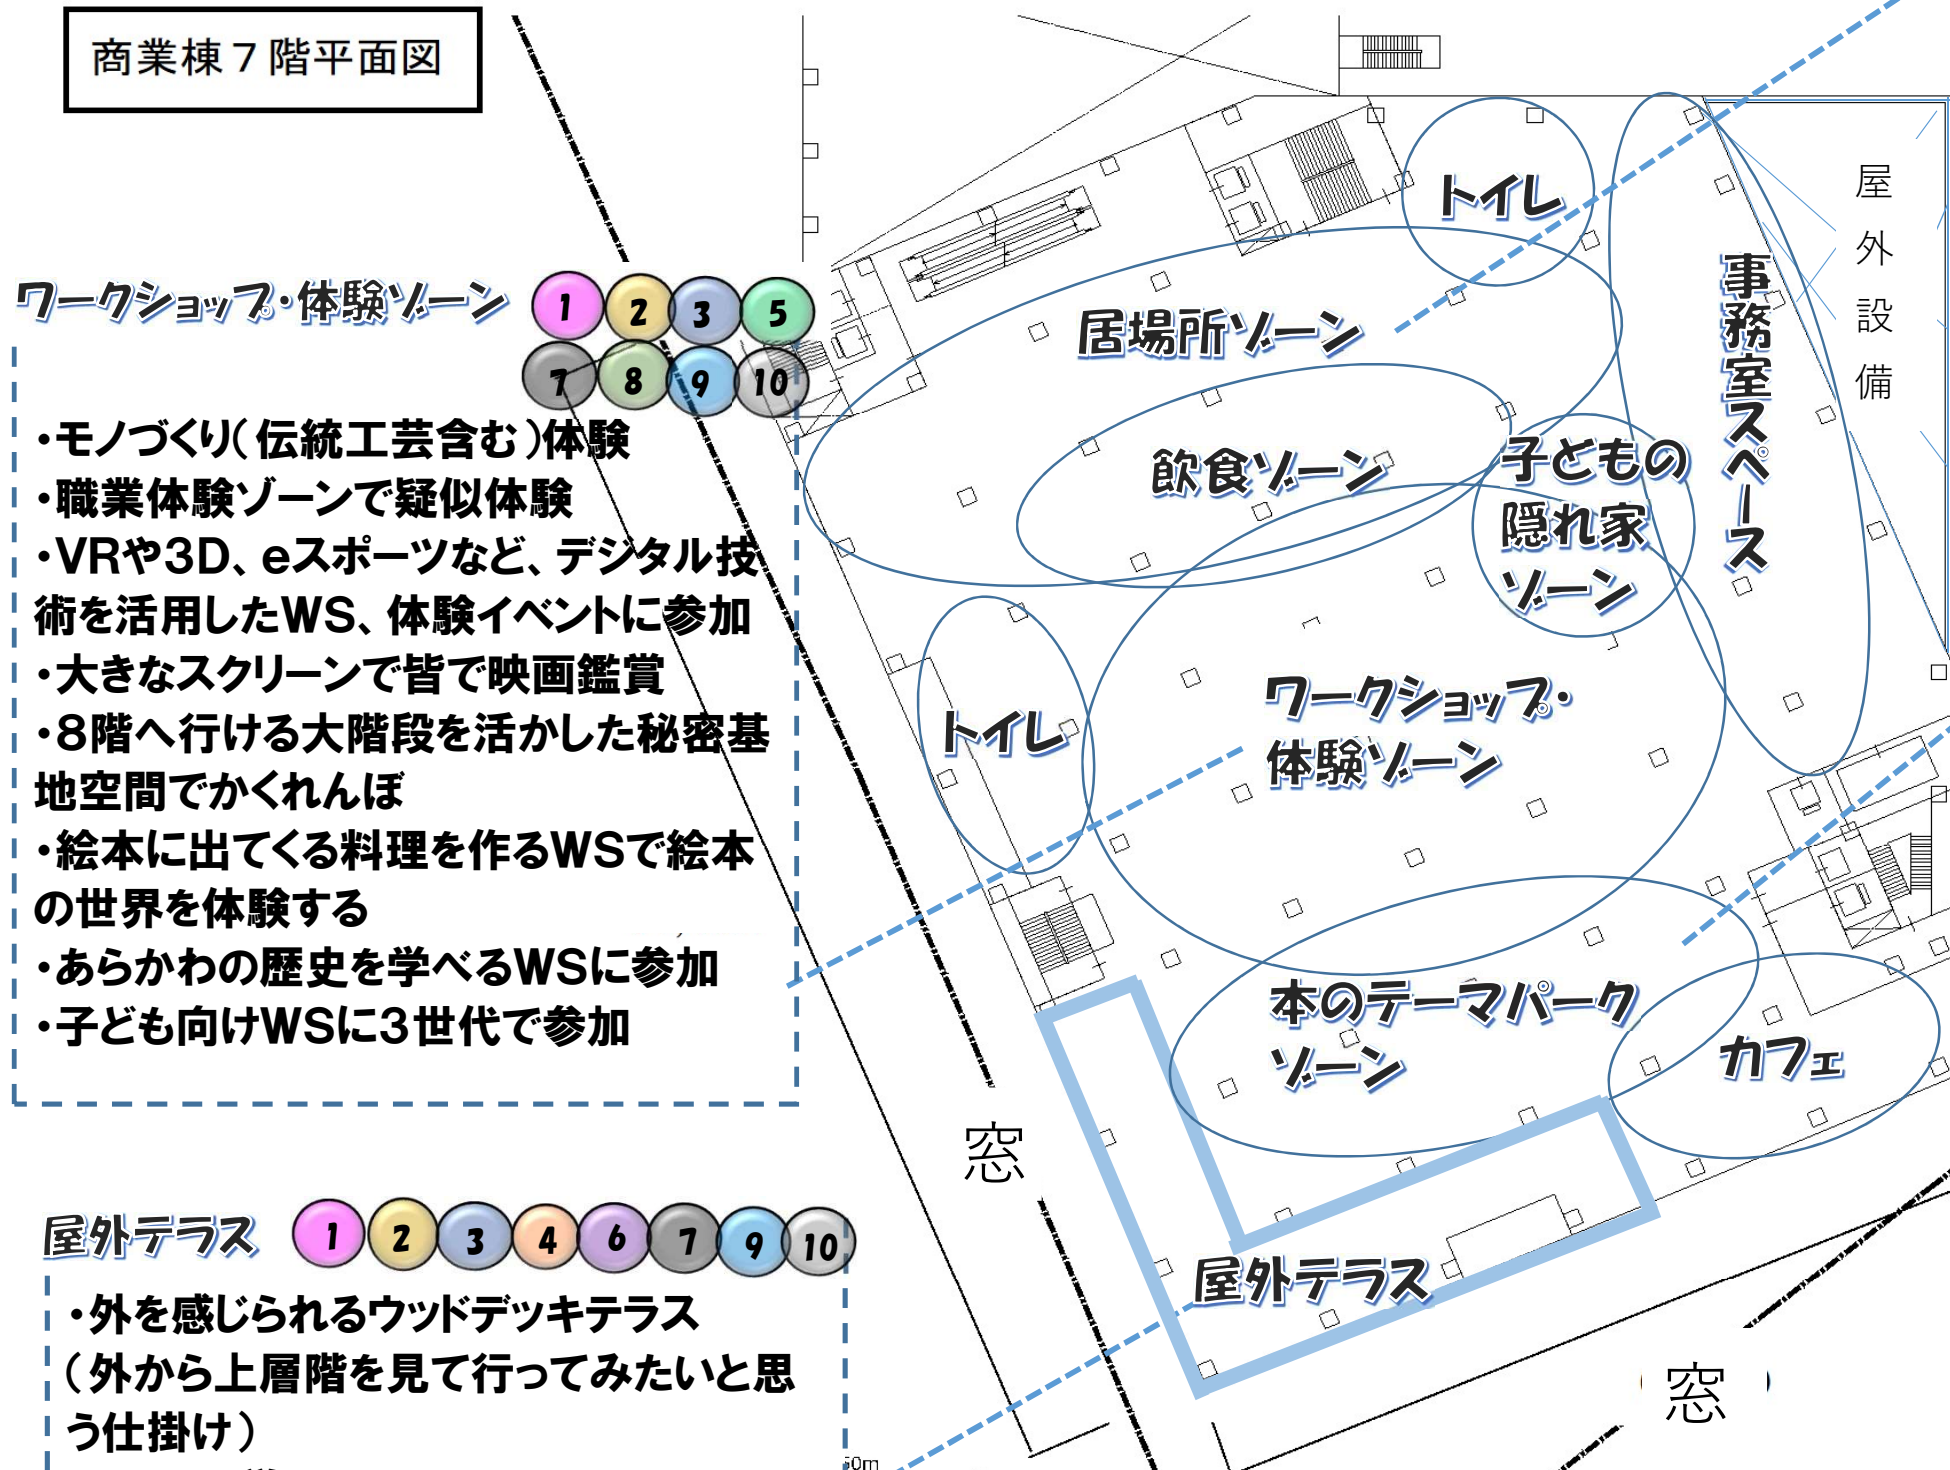 商業棟７階平面図
ワークショップ・体験ゾーン
1 2 3 5
7 8 9 10
・モノづくり(伝統工芸含む)体験
・職業体験ゾーンで疑似体験
・VRや3D、eスポーツなど、デジタル技
術を活用したWS、体験イベントに参加
・大きなスクリーンで皆で映画鑑賞
・8階へ行ける大階段を活かした秘密基
地空間でかくれんぼ
・絵本に出てくる料理を作るWSで絵本
の世界を体験する
・あらかわの歴史を学べるWSに参加
・子ども向けWSに3世代で参加
屋外テラス
1 2 3 4 6 7 9 10
・外を感じられるウッドデッキテラス
(外から上層階を見て行ってみたいと思
う仕掛け)
トイレ
屋外設備
事務室スペース
居場所ゾーン
飲食ゾーン
子どもの
隠れ家
ゾーン
トイレ
ワークショップ・
体験ゾーン
本のテーマパーク
ゾーン
カフェ
窓
屋外テラス
窓